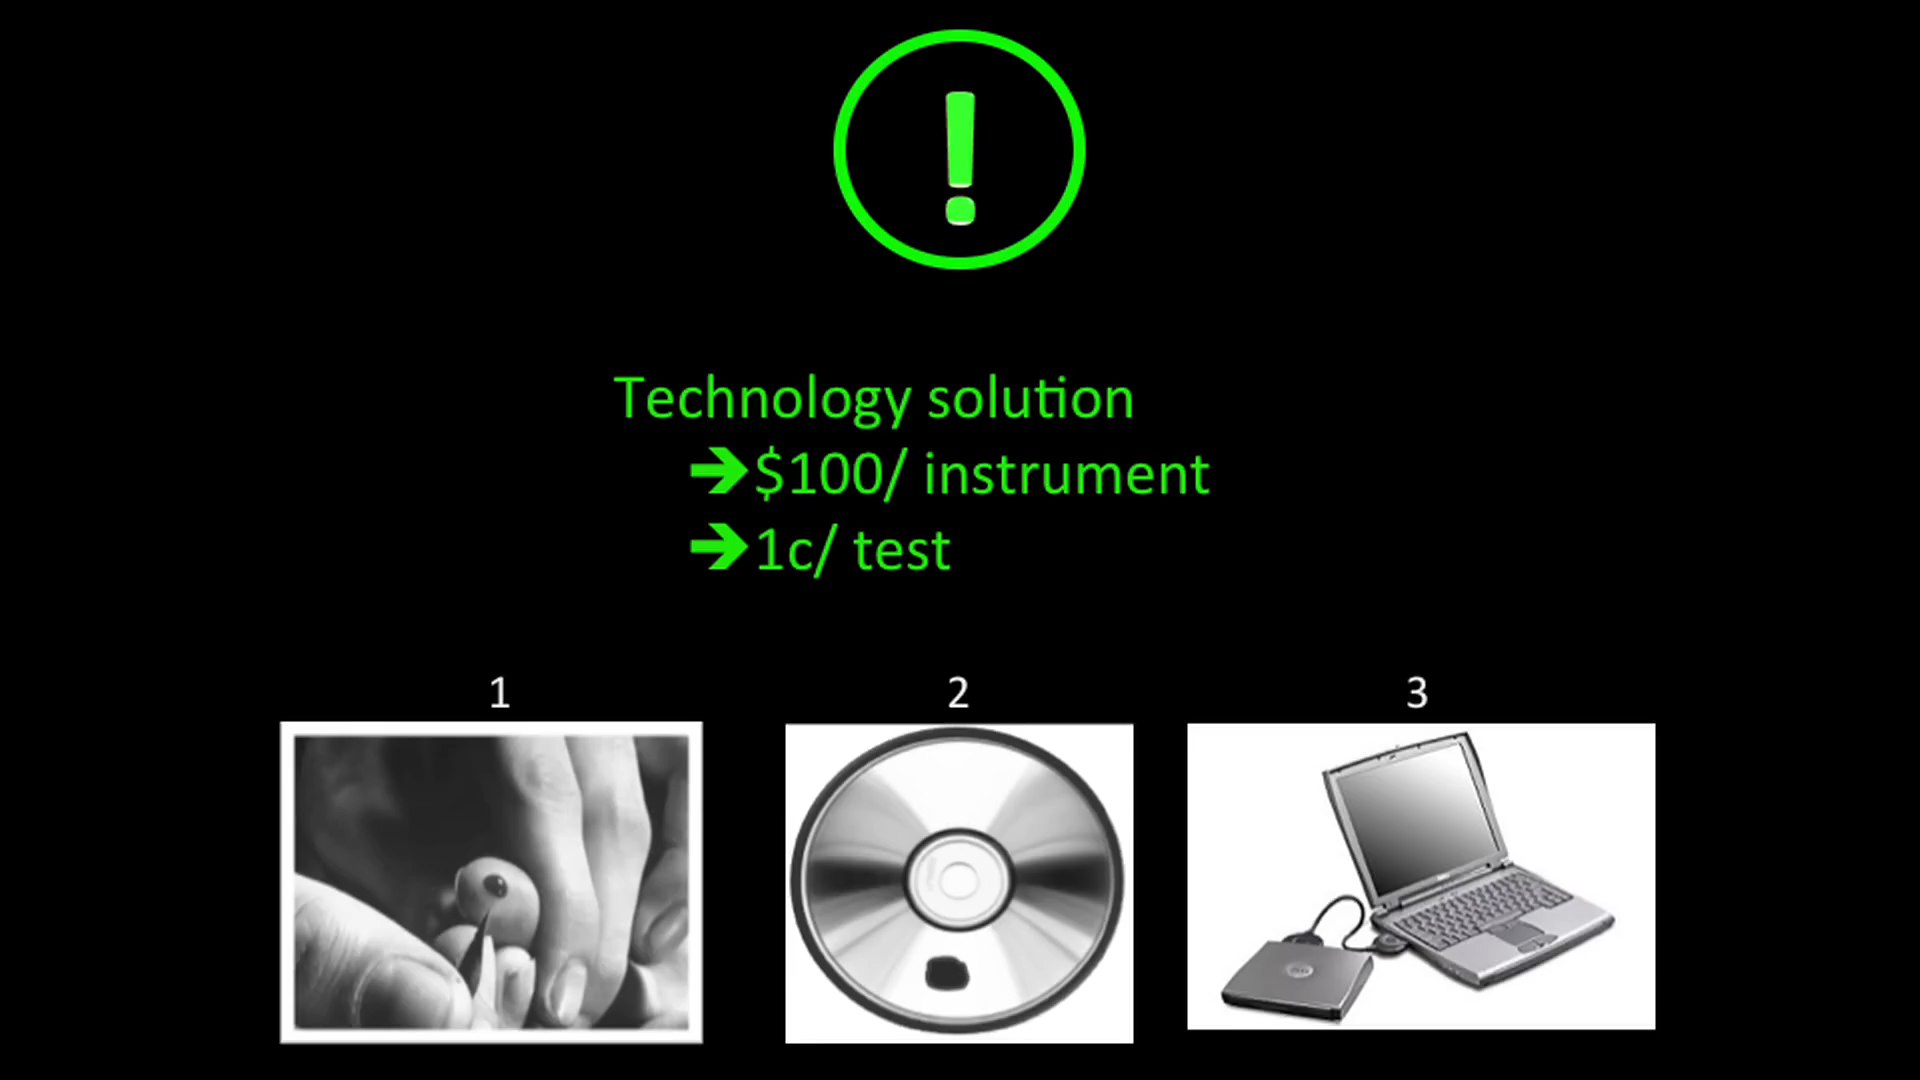 !
Technology solution
➔$100/ instrument
➔1c/ test
1
2
3